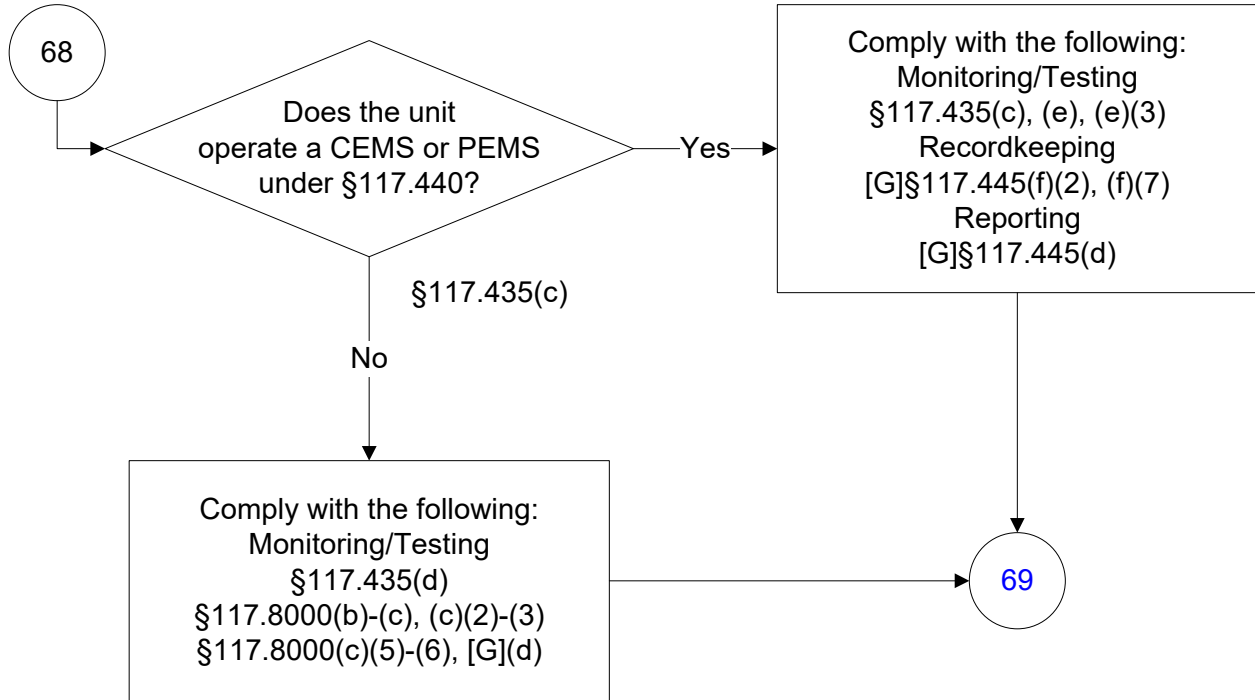 68
Does the unit
operate a CEMS or PEMS
under §117.440?
Yes
Comply with the following:
Monitoring/Testing
§117.435(c), (e), (e)(3)
Recordkeeping
[G]§117.445(f)(2), (f)(7)
Reporting
[G]§117.445(d)
§117.435(c)
No
Comply with the following:
Monitoring/Testing
§117.435(d)
§117.8000(b)-(c), (c)(2)-(3)
§117.8000(c)(5)-(6), [G](d)
69